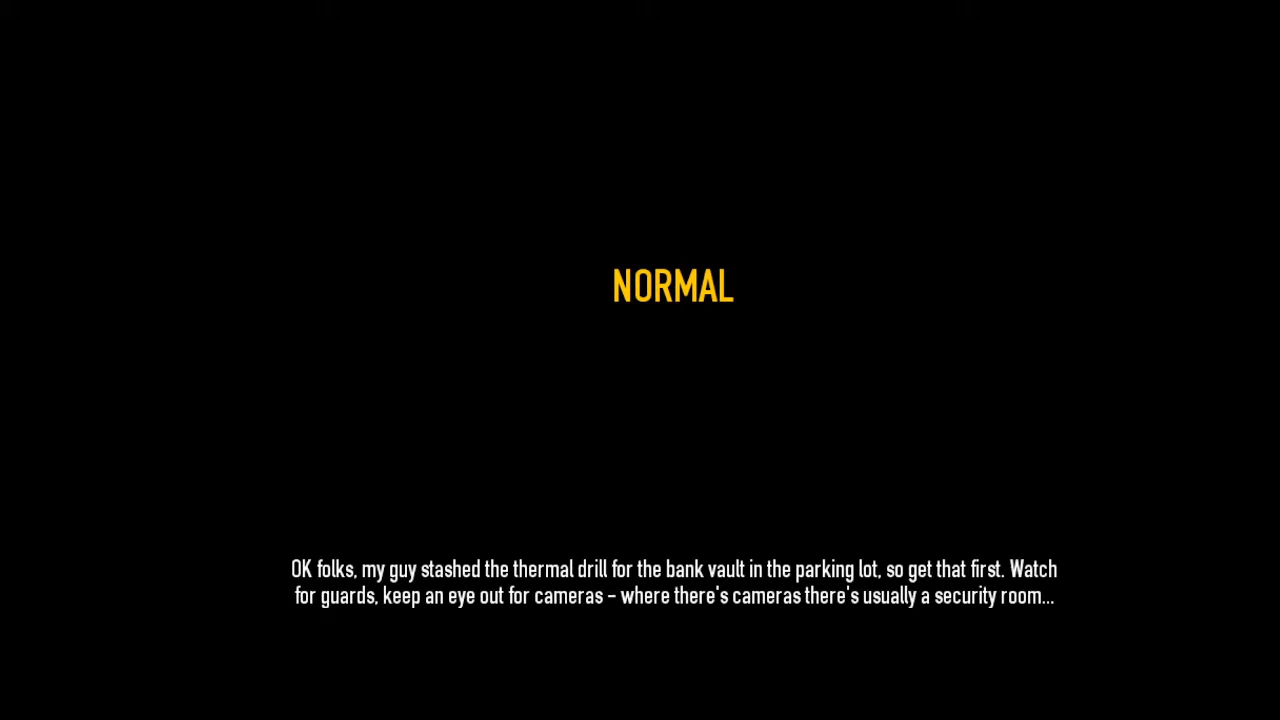 NORMAL
OK folks, my guy stashed the thermal drill for the bank vault in the parking lot, so get that first. Watch
for guards, keep an eye out for cameras - where there's cameras there's usually a security room...